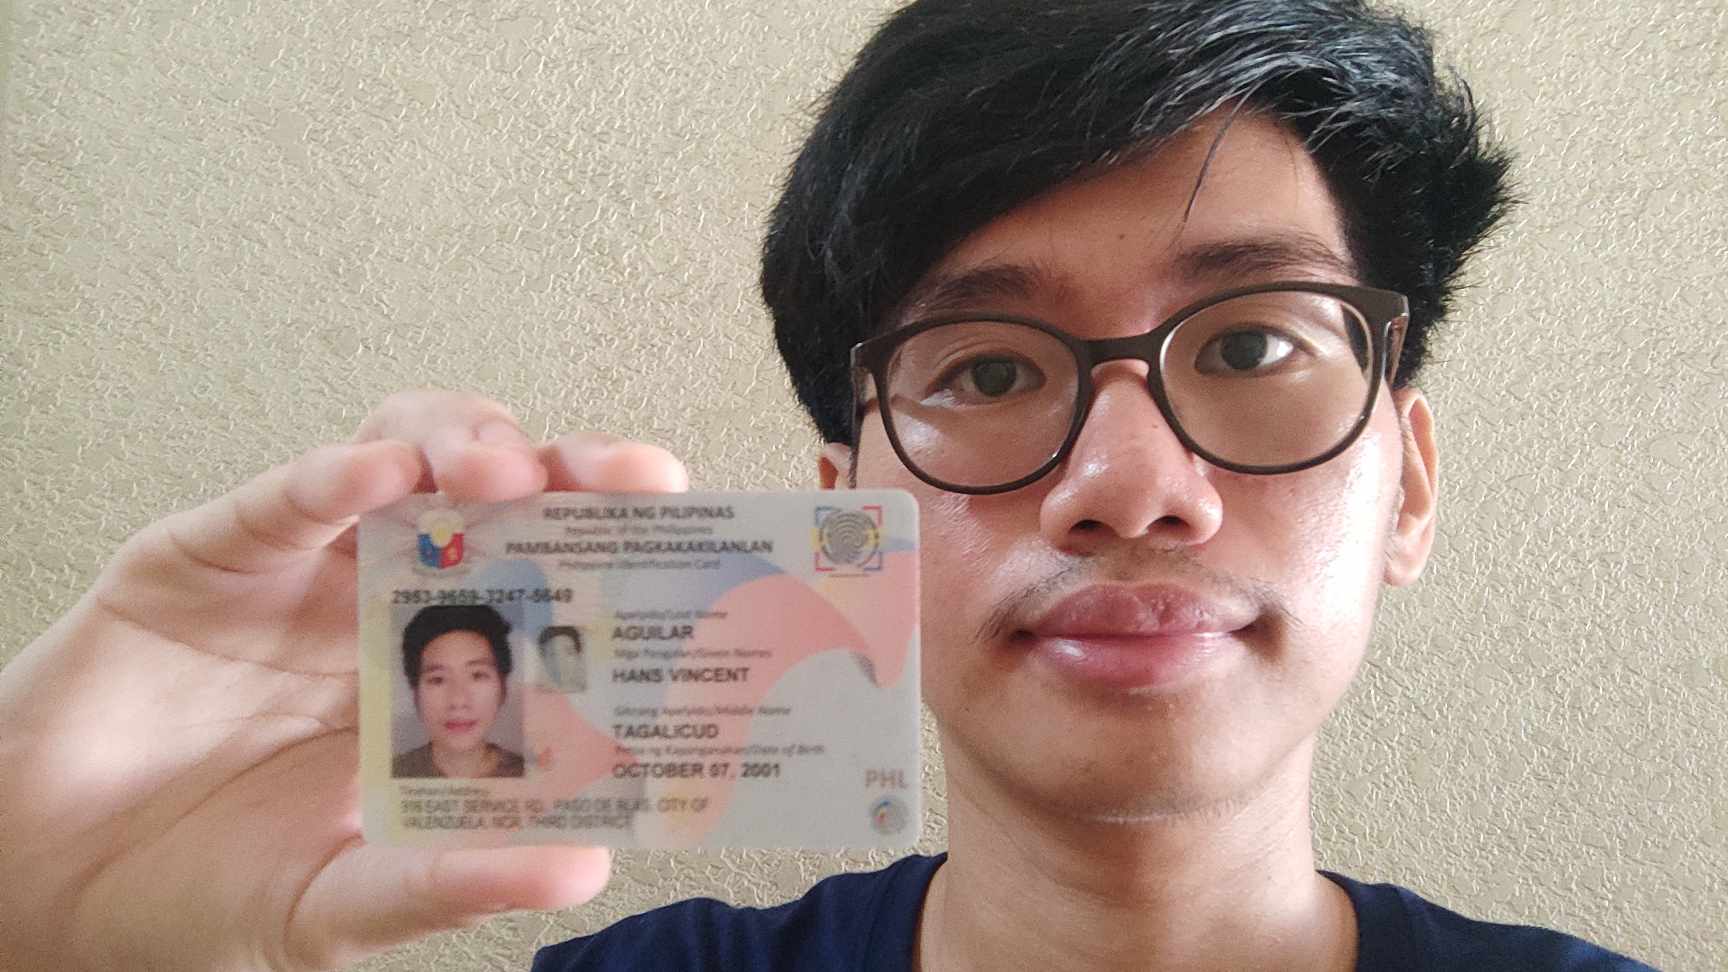 REPUBLIKA NG PILIPINAS
Republic of the Philippines
PAMBANSANG PAGKAKAKILANLAN
Philippine Identification Card
2953-9659-3247-5649
Apelyido/Last Name
AGUILAR
Mga Pangalan/Given Names
HANS VINCENT
Gitnang Apelyido/Middle Name
TAGALICUD
Petsa ng Kapanganakan/Date of Birth
OCTOBER 07, 2001
PHL
Tirahan/Address
EAST SERVICE RD., PASO DE BLAS, CITY OF
VALENZUELA, NCR, THIRD DISTRICT